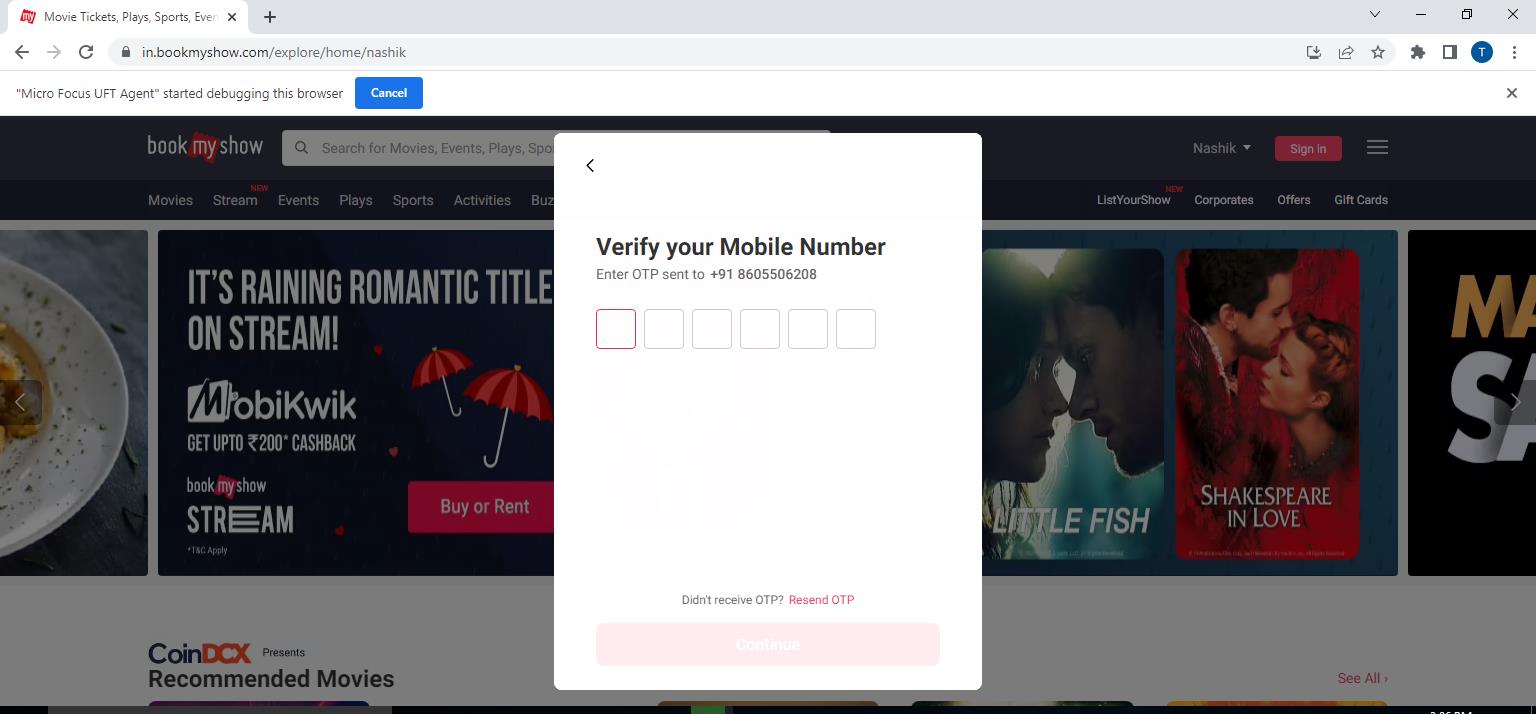 Movie Tickets, Plays, Sports, Even
in.bookmyshow.com/explore/home/nashik
T
"Micro Focus UFT Agent" started debugging this browser
Cancel
book my show
Search for Movies, Events, Plays, Spo
Nashik
Sign in
Movies
Stream
NEW
Events
Plays
Sports
Activities
Buz
ListYourShow
NEW
Corporates
Offers
Gift Cards
IT'S RAINING ROMANTIC TITLE
ON STREAM!
MobiKwik
GET UPTO ₹200* CASHBACK
book my show
STREAM
*T&C Apply
Buy or Rent
Verify your Mobile Number
Enter OTP sent to +91 8605506208
Didn't receive OTP? Resend OTP
Continue
LITTLE FISH
SHAKESPEARE
IN LOVE
MA
SA
CoinDCX Presents
Recommended Movies
See All ›